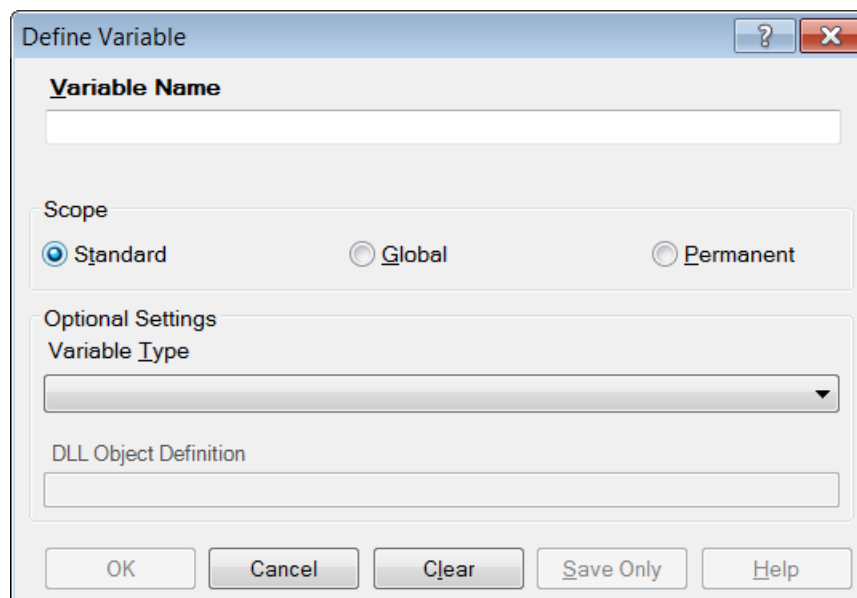 Define Variable ?
Variable Name
Scope
Standard Global Permanent
Optional Settings
Variable Type
DLL Object Definition
OK Cancel Clear Save Only Help